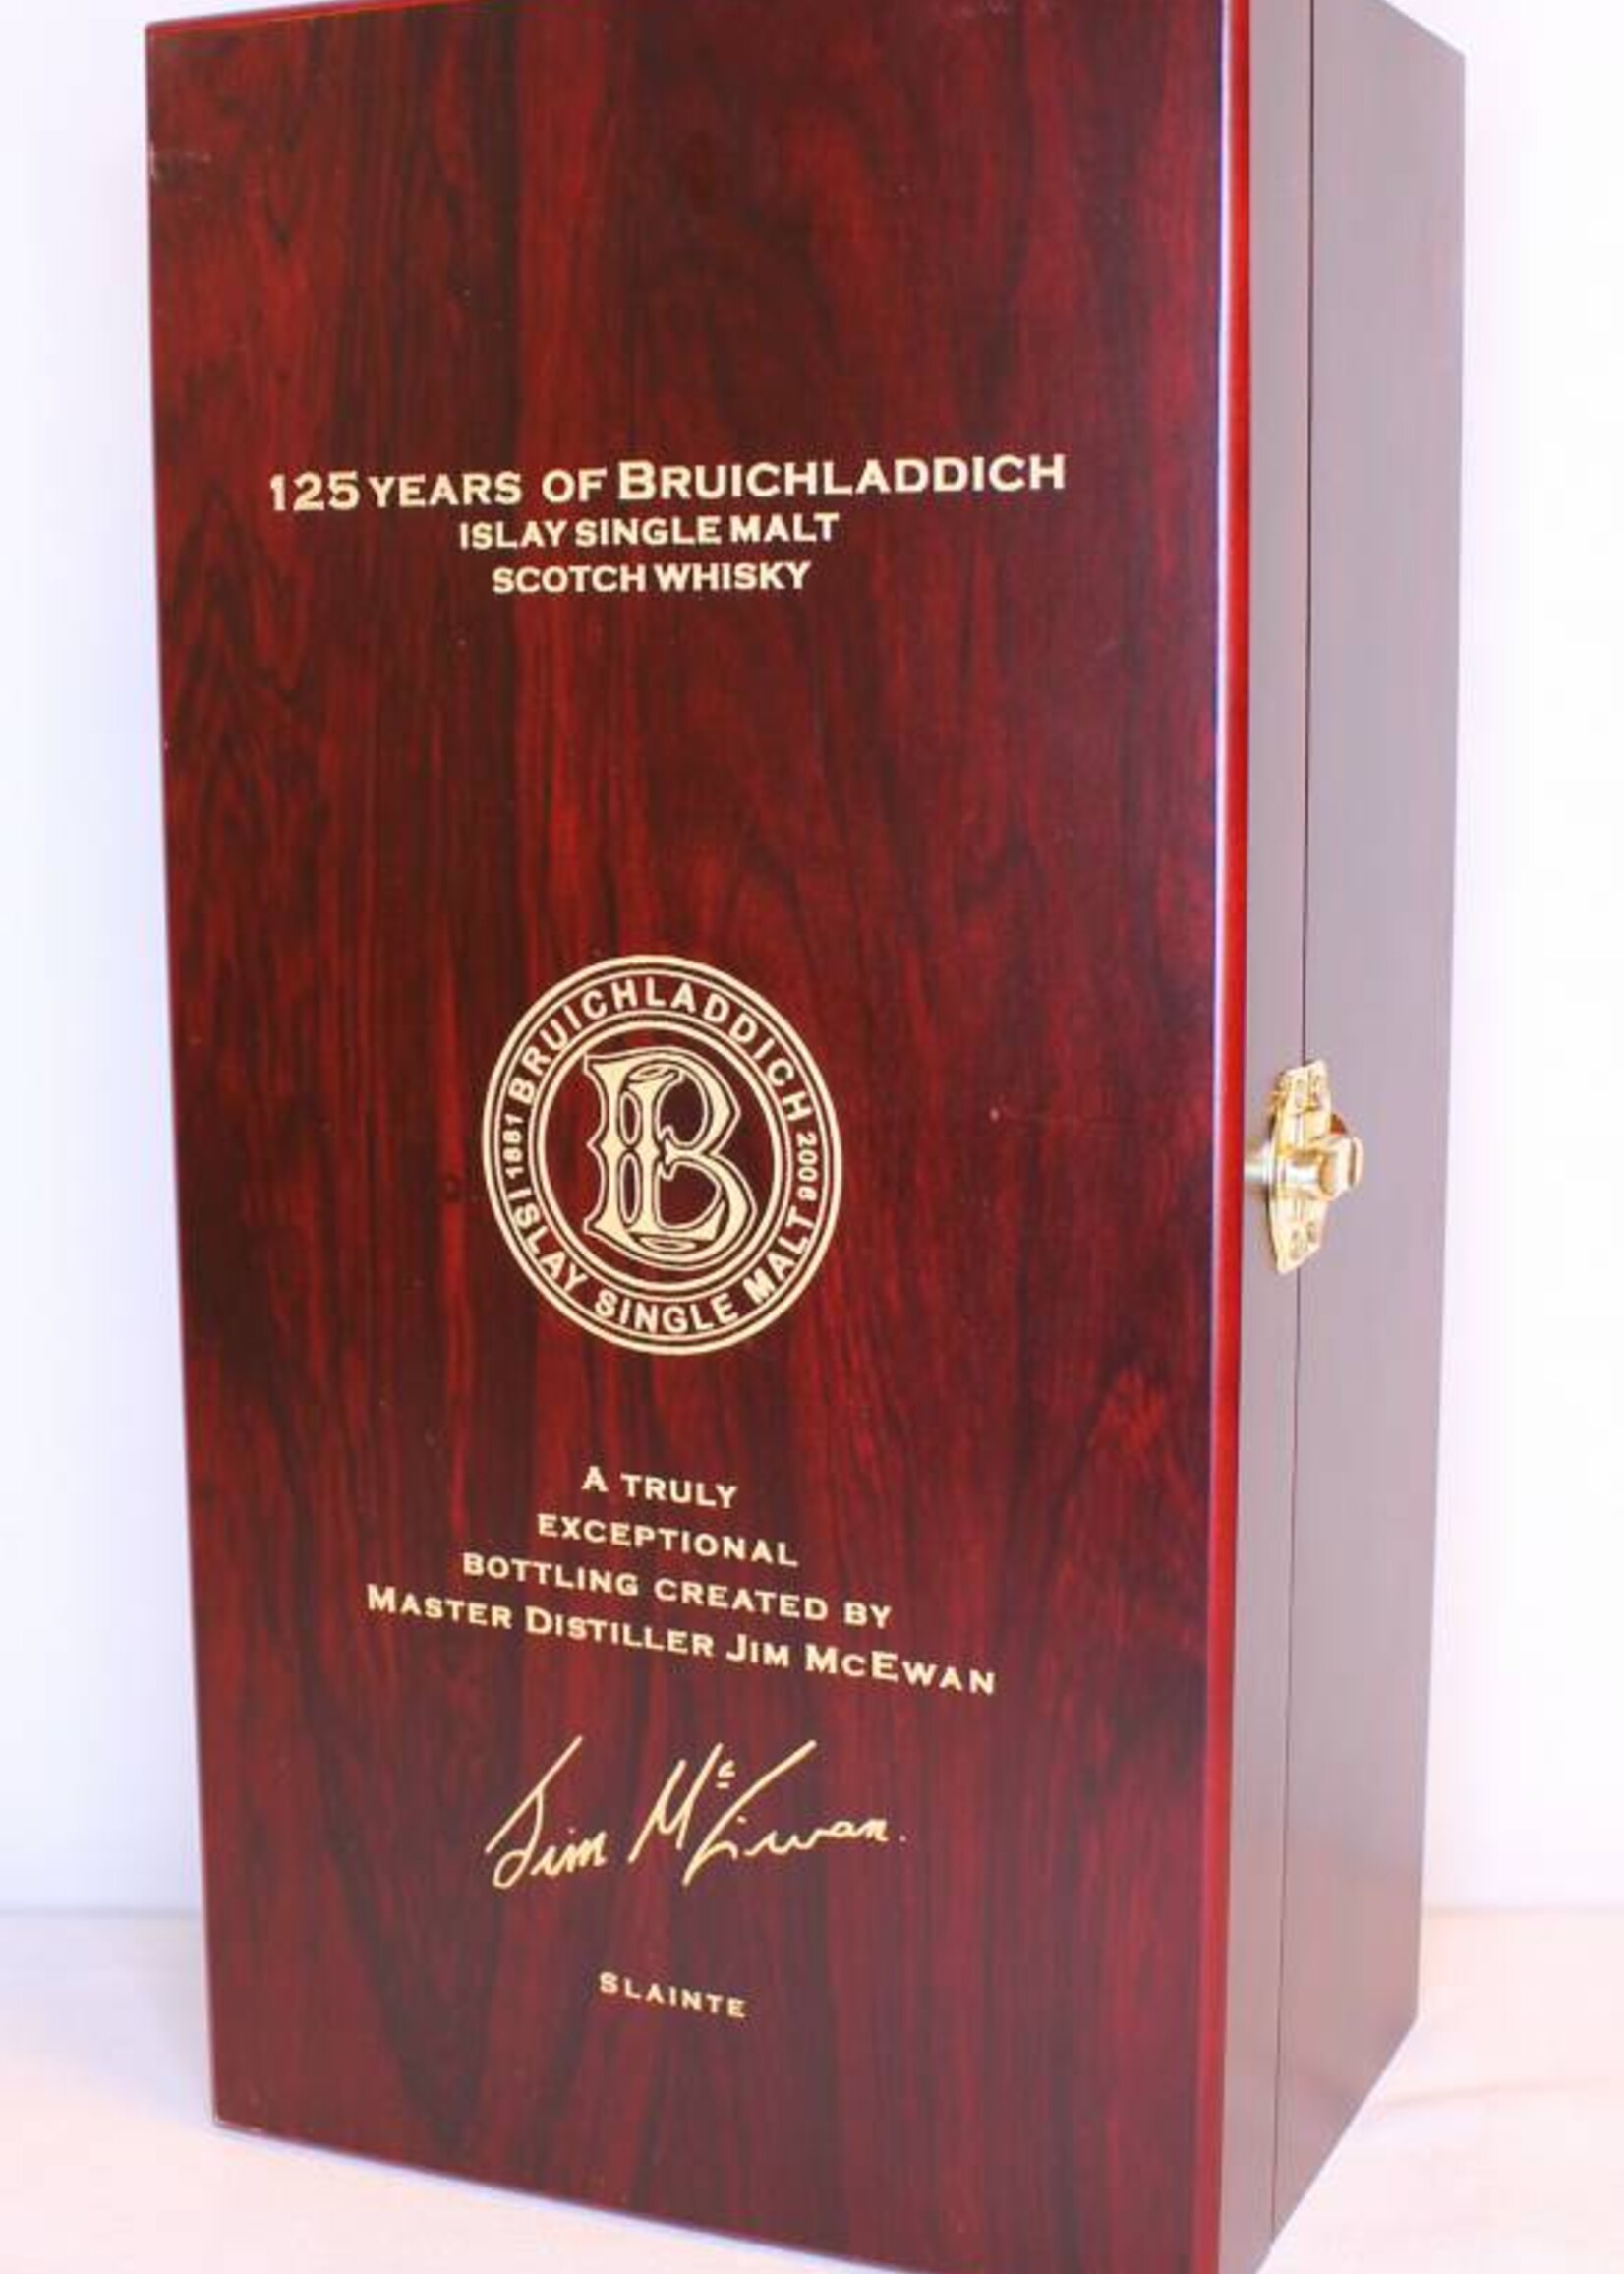 125 YEARS OF BRUICHLADDICH
ISLAY SINGLE MALT
SCOTCH WHISKY
BRUICHLADDICH
1881
2006
B
ISLAY SINGLE MALT
A TRULY
EXCEPTIONAL
BOTTLING CREATED BY
MASTER DISTILLER JIM MCEWAN
Jim McEwan.
SLAINTE